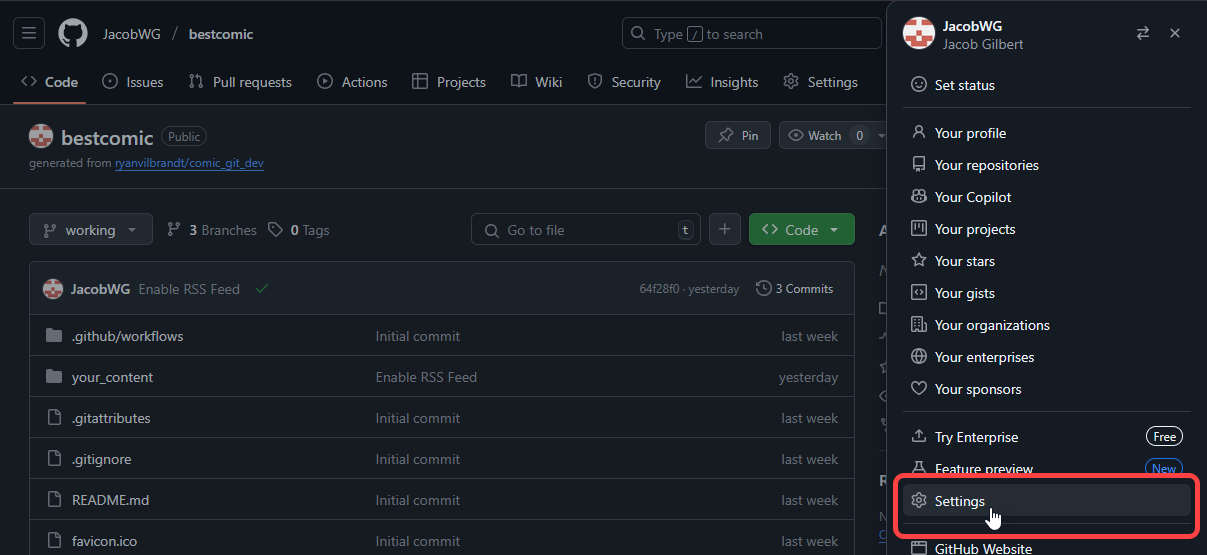 JacobWG / bestcomic
Type / to search
Code Issues Pull requests Actions Projects Wiki Security Insights Settings
bestcomic Public
Pin
Watch 0
generated from ryanvilbrandt/comic_git_dev
working
3 Branches 0 Tags
Go to file t
Code
JacobWG Enable RSS Feed 64f28f0 · yesterday 3 Commits
.github/workflows Initial commit last week
your_content Enable RSS Feed yesterday
.gitattributes Initial commit last week
.gitignore Initial commit last week
README.md Initial commit last week
favicon.ico Initial commit last week
JacobWG
Jacob Gilbert
Set status
Your profile
Your repositories
Your Copilot
Your projects
Your stars
Your gists
Your organizations
Your enterprises
Your sponsors
Try Enterprise Free
Feature preview New
Settings
GitHub Website